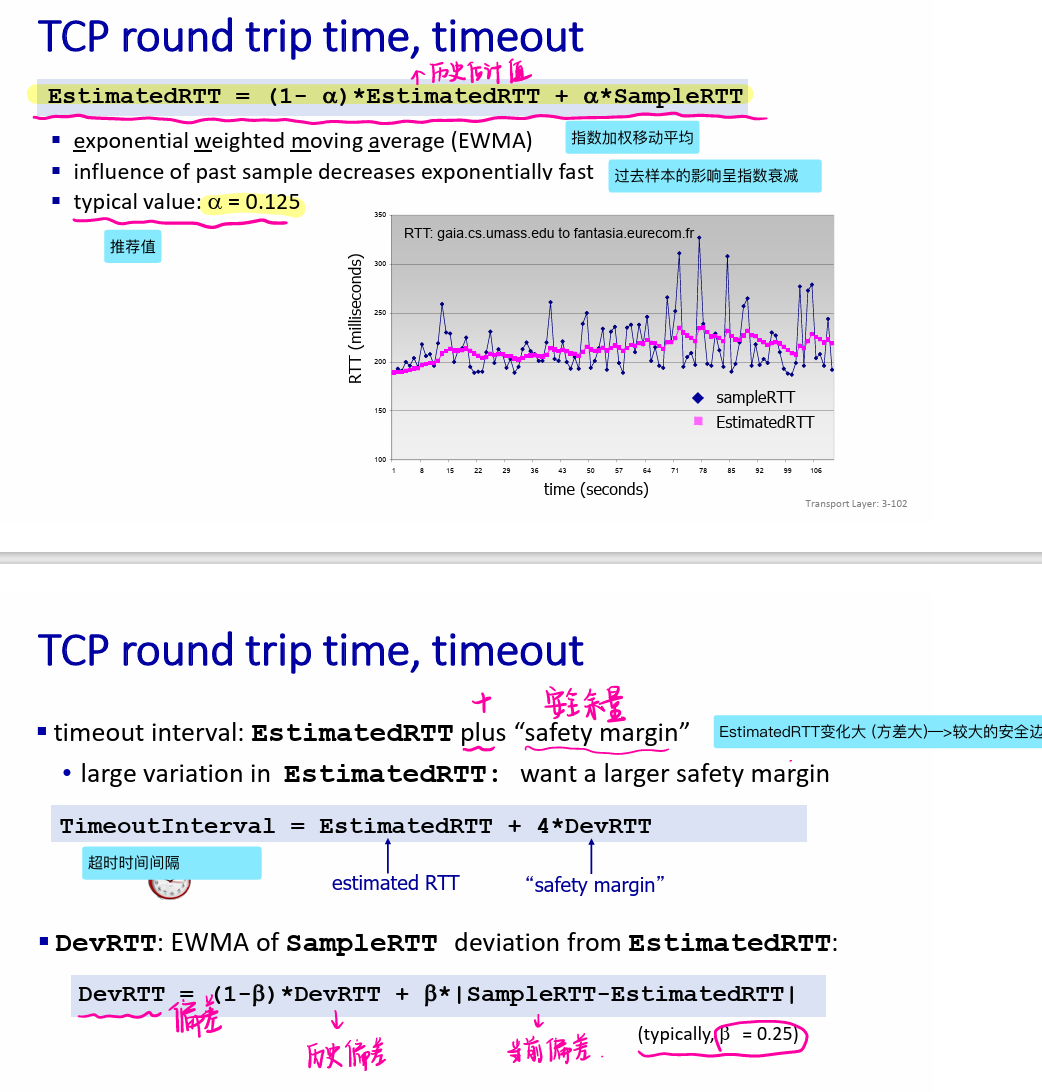 TCP round trip time, timeout
↑历史估计值
EstimatedRTT = (1- α)*EstimatedRTT + α*SampleRTT
▪ exponential weighted moving average (EWMA)
指数加权移动平均
▪ influence of past sample decreases exponentially fast
过去样本的影响呈指数衰减
▪ typical value: α = 0.125
推荐值
RTT: gaia.cs.umass.edu to fantasia.eurecom.fr
RTT (milliseconds)
350
300
250
200
150
100
sampleRTT
EstimatedRTT
1 8 15 22 29 36 43 50 57 64 71 78 85 92 99 106
time (seconds)
Transport Layer: 3-102
TCP round trip time, timeout
+ 安全余量
▪ timeout interval: EstimatedRTT plus “safety margin”
EstimatedRTT变化大 (方差大)—>较大的安全边
• large variation in EstimatedRTT: want a larger safety margin
TimeoutInterval = EstimatedRTT + 4*DevRTT
超时时间间隔
estimated RTT “safety margin”
▪ DevRTT: EWMA of SampleRTT deviation from EstimatedRTT:
DevRTT = (1-β)*DevRTT + β*|SampleRTT-EstimatedRTT|
偏差
(typically, β = 0.25)
历史偏差 当前偏差.